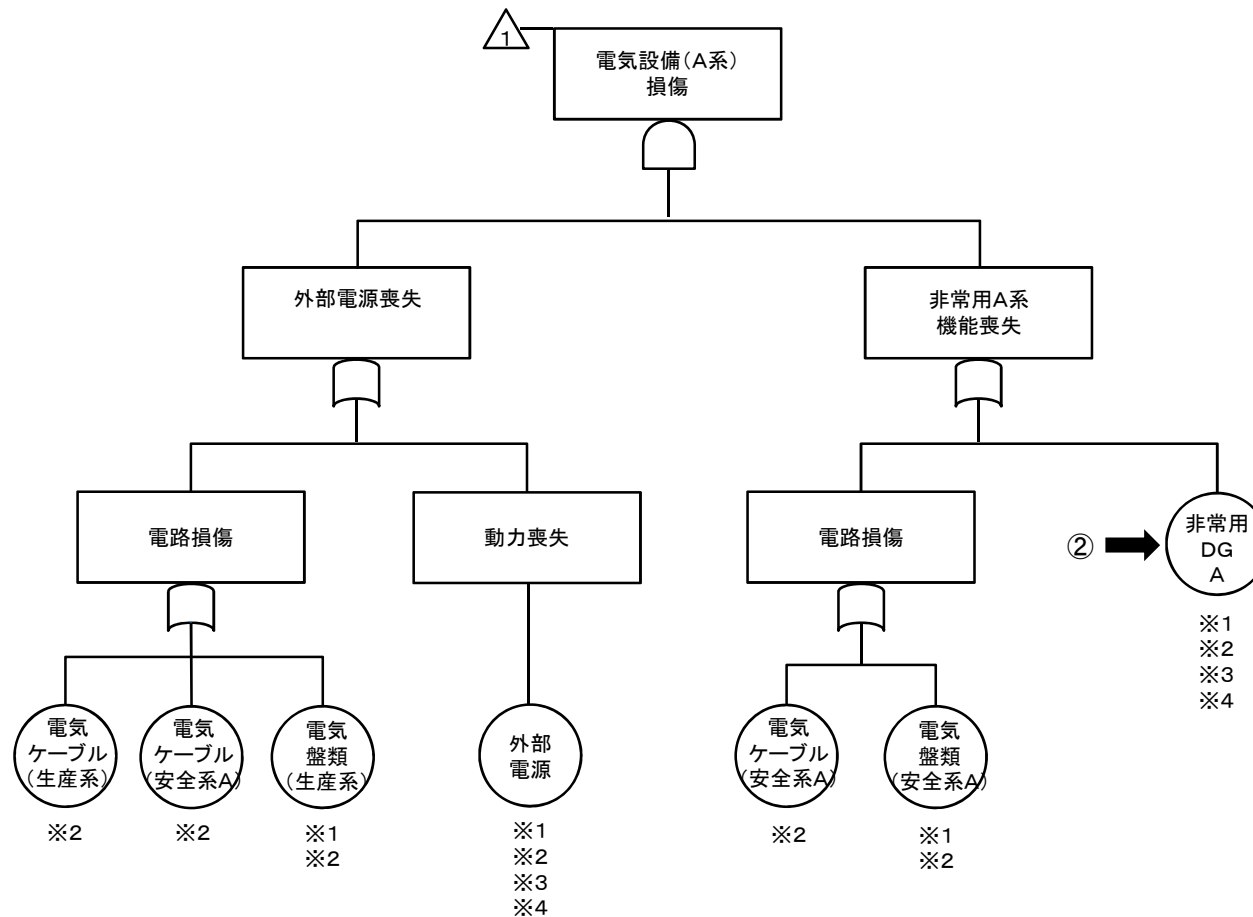 1
電気設備(A系)
損傷
外部電源喪失
非常用A系
機能喪失
電路損傷
動力喪失
電路損傷
②
非常用
DG
A
※1
※2
※3
※4
電気
ケーブル
(生産系)
※2
電気
ケーブル
(安全系A)
※2
電気
盤類
(生産系)
※1
※2
外部
電源
※1
※2
※3
※4
電気
ケーブル
(安全系A)
※2
電気
盤類
(安全系A)
※1
※2